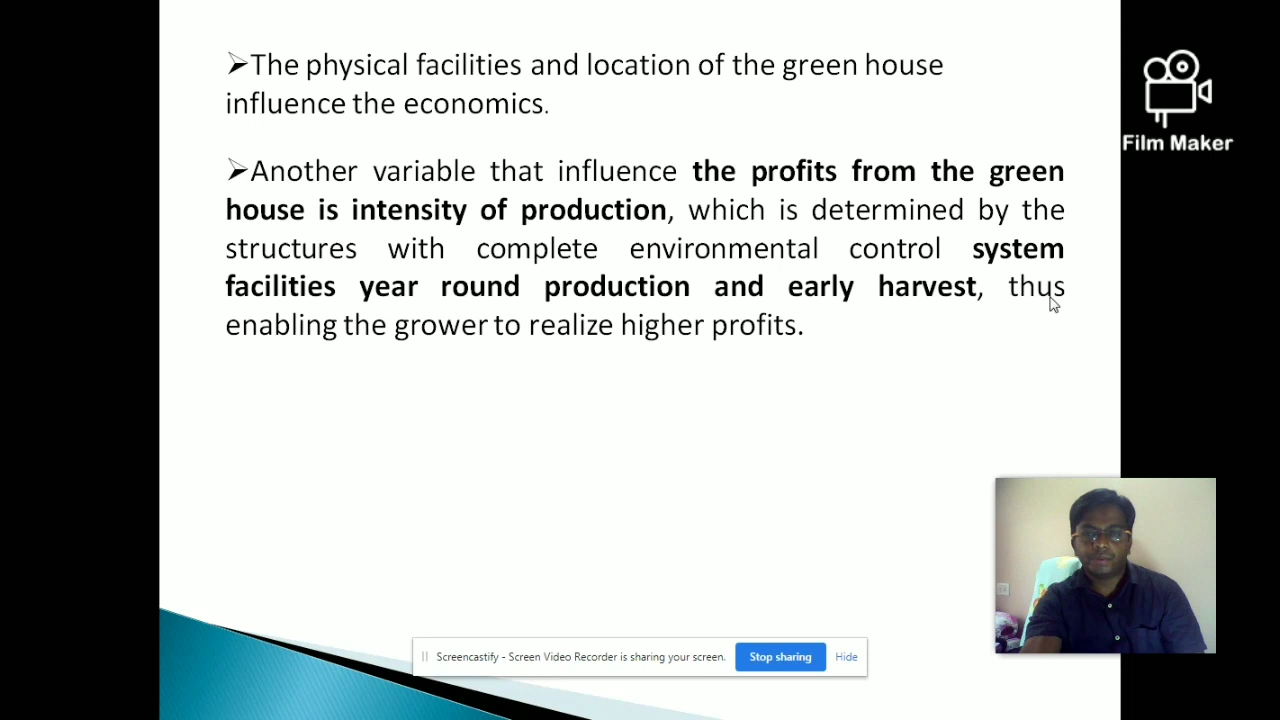 ➢The physical facilities and location of the green house
influence the economics.
➢Another variable that influence the profits from the green
house is intensity of production, which is determined by the
structures with complete environmental control system
facilities year round production and early harvest, thus
enabling the grower to realize higher profits.
Film Maker
Screencastify - Screen Video Recorder is sharing your screen. Stop sharing Hide